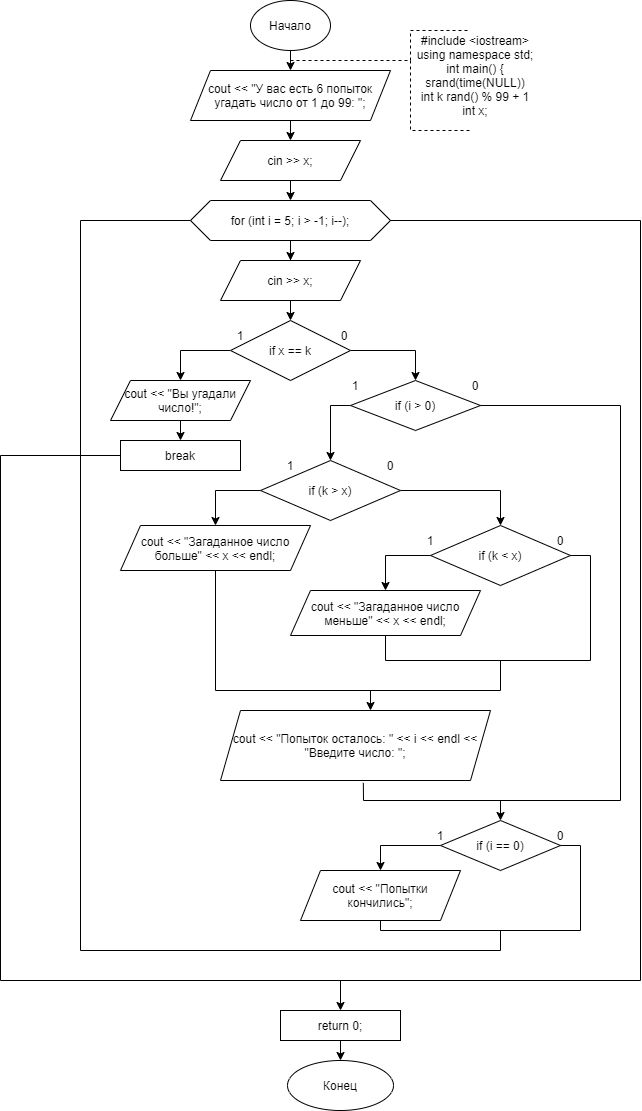 Начало
#include <iostream>
using namespace std;
int main() {
srand(time(NULL))
int k rand() % 99 + 1
int x;
cout << "У вас есть 6 попыток
угадать число от 1 до 99: ";
cin >> x;
for (int i = 5; i > -1; i--);
cin >> x;
1
0
if x == k
cout << "Вы угадали
число!";
1
0
if (i > 0)
break
1
0
if (k > x)
cout << "Загаданное число
больше" << x << endl;
1
0
if (k < x)
cout << "Загаданное число
меньше" << x << endl;
cout << "Попыток осталось: " << i << endl <<
"Введите число: ";
1
0
if (i == 0)
cout << "Попытки
кончились";
return 0;
Конец